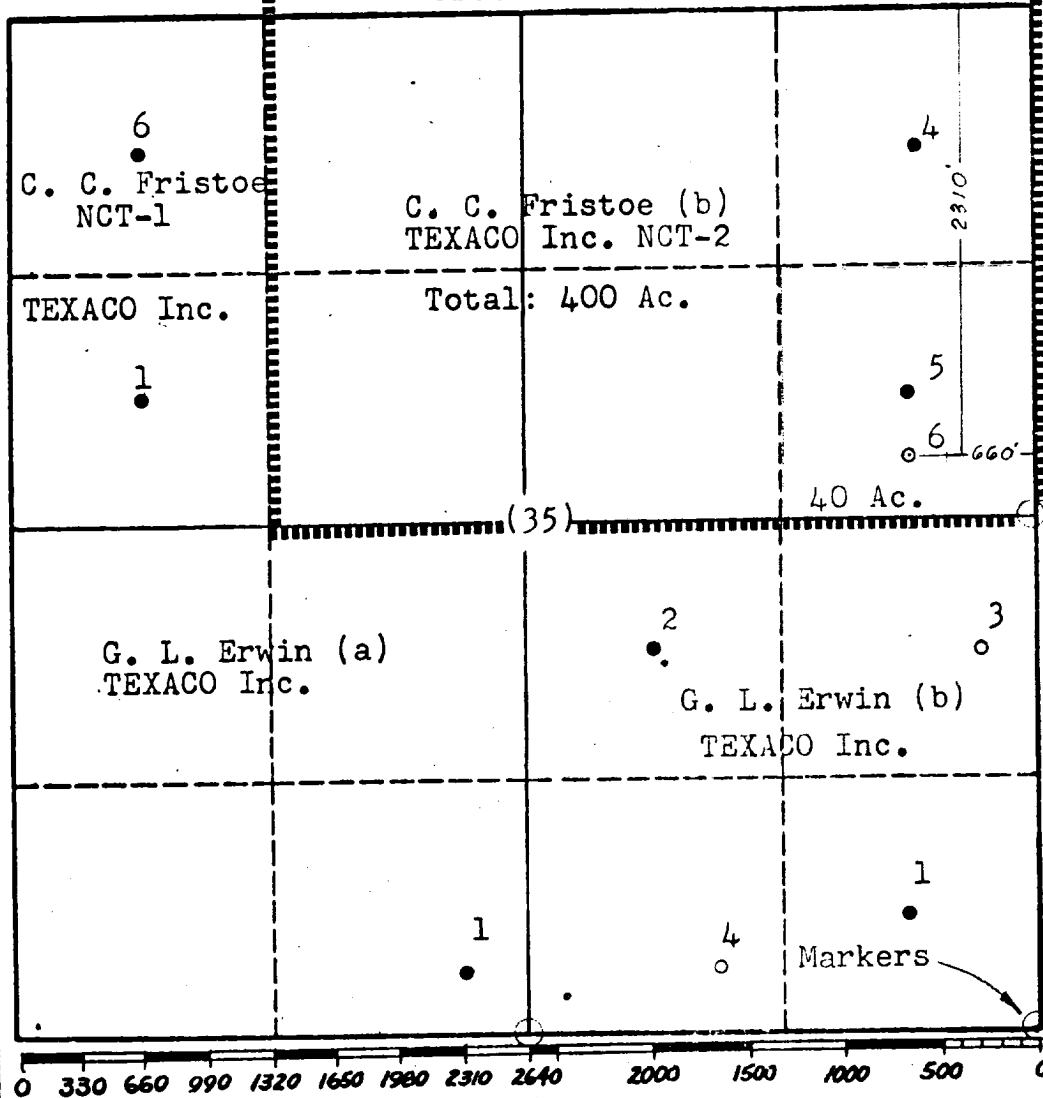 6
4
C. C. Fristoe
NCT-1
C. C. Fristoe (b)
TEXACO Inc. NCT-2
2310'
TEXACO Inc.
Total: 400 Ac.
1
5
6
660'
40 Ac.
(35)
2
3
G. L. Erwin (a)
TEXACO Inc.
G. L. Erwin (b)
TEXACO Inc.
1
1
4
Markers
0 330 660 990 1320 1650 1980 2310 2640 2000 1500 1000 500 0